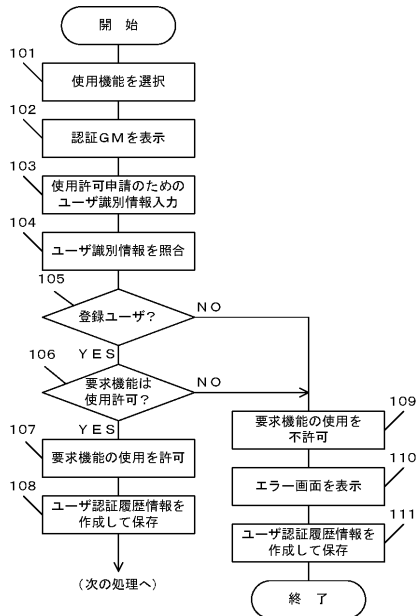 開 始
101
使用機能を選択
102
認証GMを表示
103
使用許可申請のための
ユーザ識別情報入力
104
ユーザ識別情報を照合
105
登録ユーザ?
NO
YES
106
要求機能は
使用許可?
NO
YES
107
要求機能の使用を許可
108
ユーザ認証履歴情報を
作成して保存
(次の処理へ)
109
要求機能の使用を
不許可
110
エラー画面を表示
111
ユーザ認証履歴情報を
作成して保存
終 了